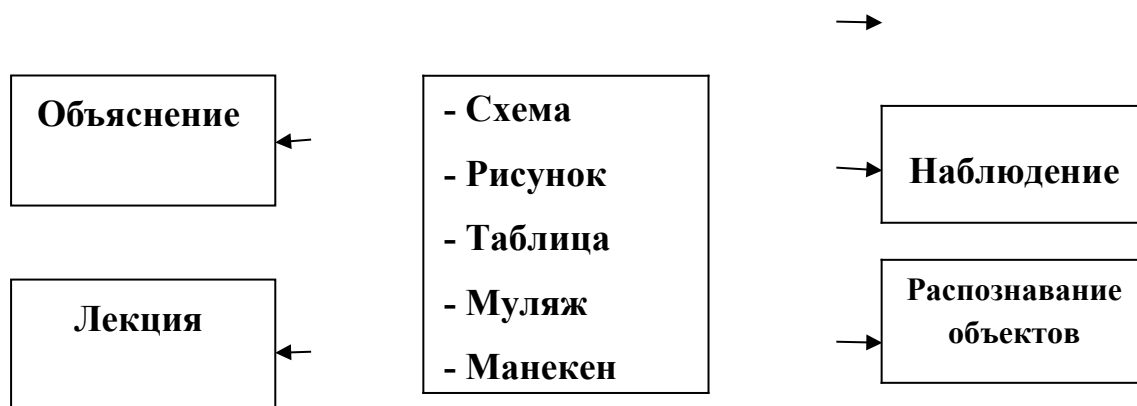 Объяснение
Лекция
- Схема
- Рисунок
- Таблица
- Муляж
- Манекен
Наблюдение
Распознавание
объектов